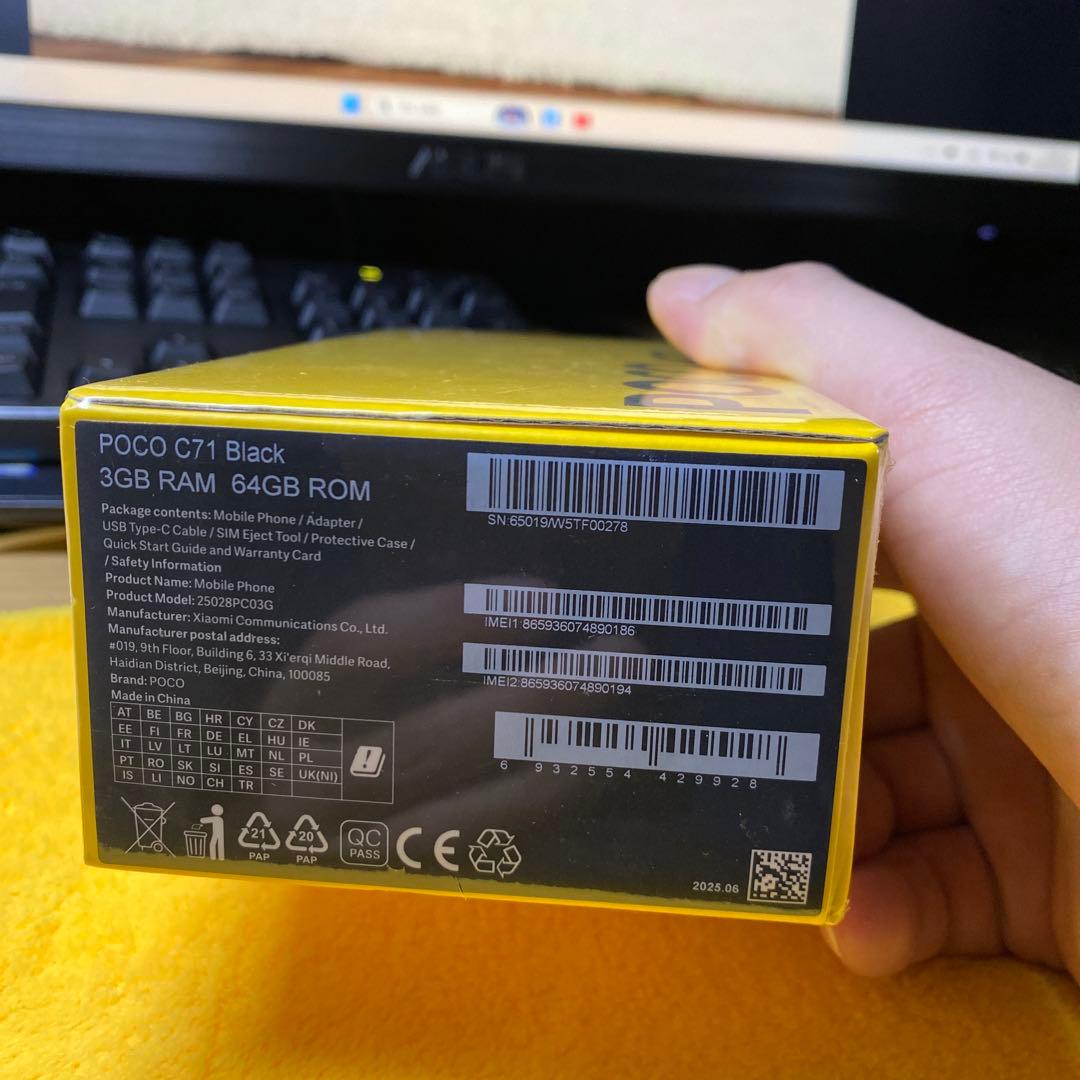 POCO C71 Black
3GB RAM 64GB ROM
Package contents: Mobile Phone / Adapter /
USB Type-C Cable / SIM Eject Tool / Protective Case /
Quick Start Guide and Warranty Card
/ Safety Information
Product Name: Mobile Phone
Product Model: 25028PC03G
Manufacturer: Xiaomi Communications Co., Ltd.
Manufacturer postal address:
#019, 9th Floor, Building 6, 33 Xi'erqi Middle Road,
Haidian District, Beijing, China, 100085
Brand: POCO
Made in China
AT BE BG HR CY CZ DK
EE FI FR DE EL HU IE
IT LV LT LU MT NL PL
PT RO SK SI ES SE UK(NI)
IS LI NO CH TR
21
PAP
20
PAP
QC
PASS
CE
SN:65019/W5TF00278
IMEI1:865936074890186
IMEI2:865936074890194
6 932554 429928
2025.06